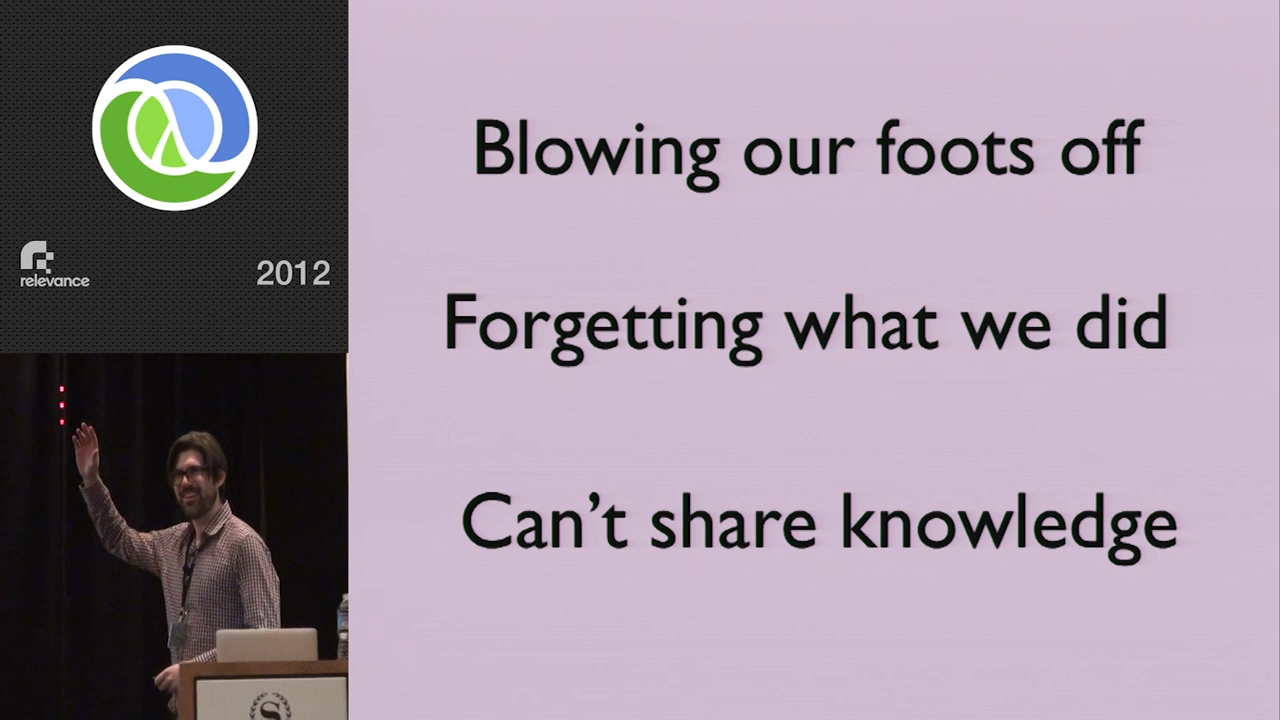 relevance
2012
Blowing our foots off
Forgetting what we did
Can't share knowledge
S